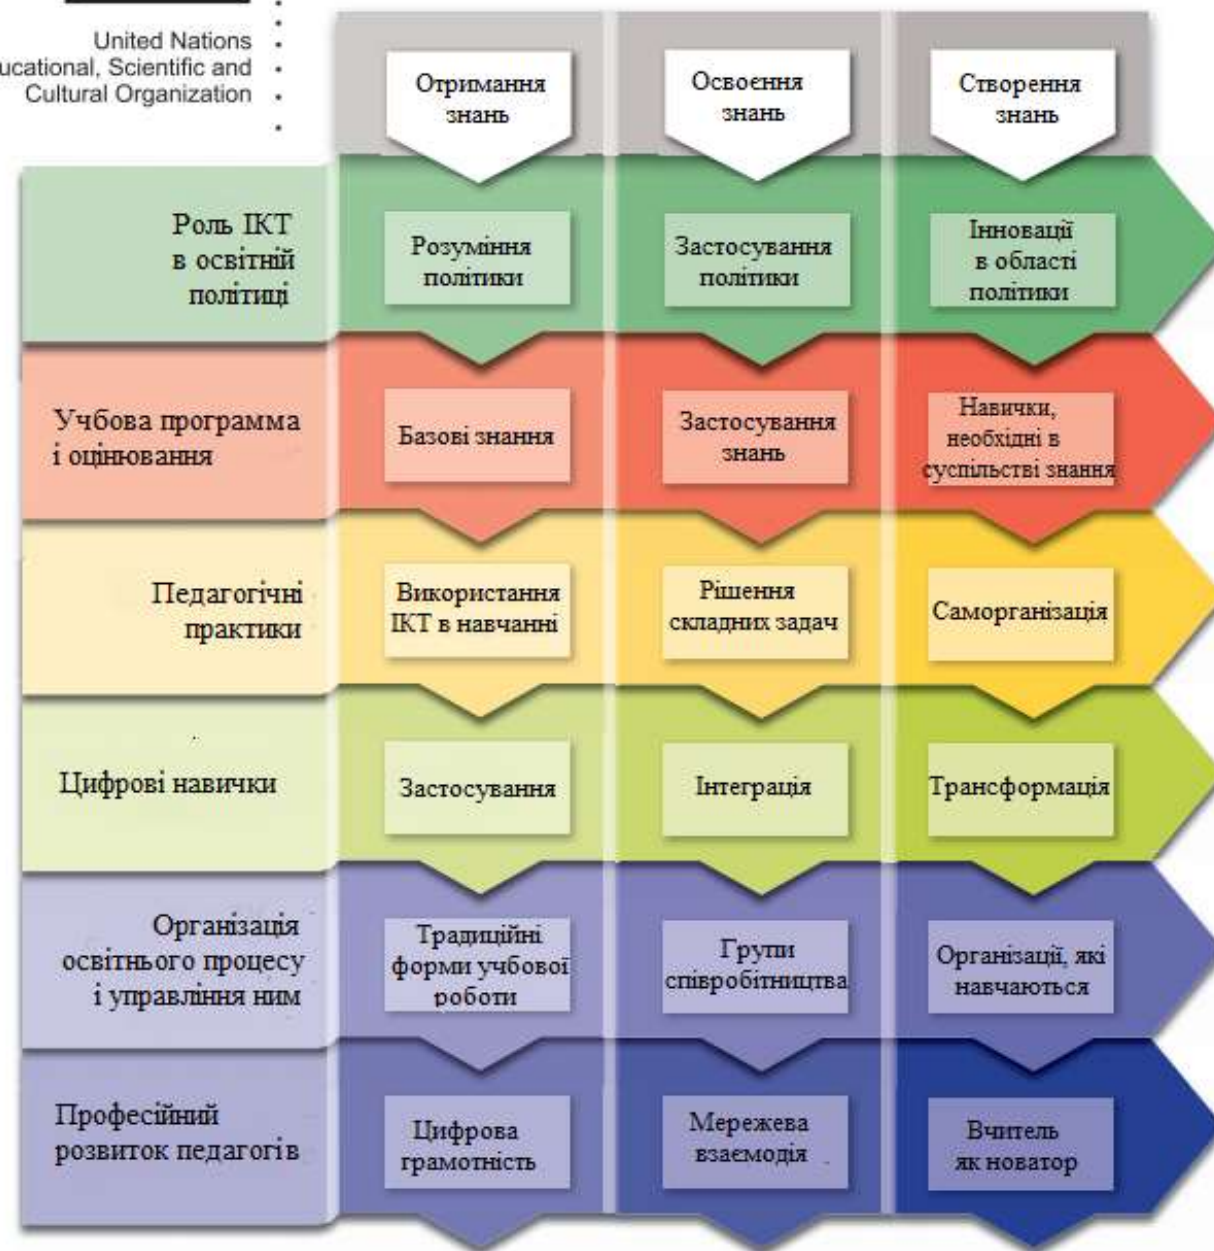 United Nations
ucational, Scientific and
Cultural Organization
Отримання
знань
Освоєння
знань
Створення
знань
Роль ІКТ
в освітній
політиці
Розуміння
політики
Застосування
політики
Інновації
в області
політики
Учбова программа
і оцінювання
Базові знання
Застосування
знань
Навички,
необхідні в
суспільстві знання
Педагогічні
практики
Використання
ІКТ в навчанні
Рішення
складних задач
Саморганізація
Цифрові навички
Застосування
Інтеграція
Трансформація
Організація
освітнього процесу
і управління ним
Традиційні
форми учбової
роботи
Групи
співробітництва
Організації, які
навчаються
Професійний
розвиток педагогів
Цифрова
грамотність
Мережева
взаємодія
Вчитель
як новатор